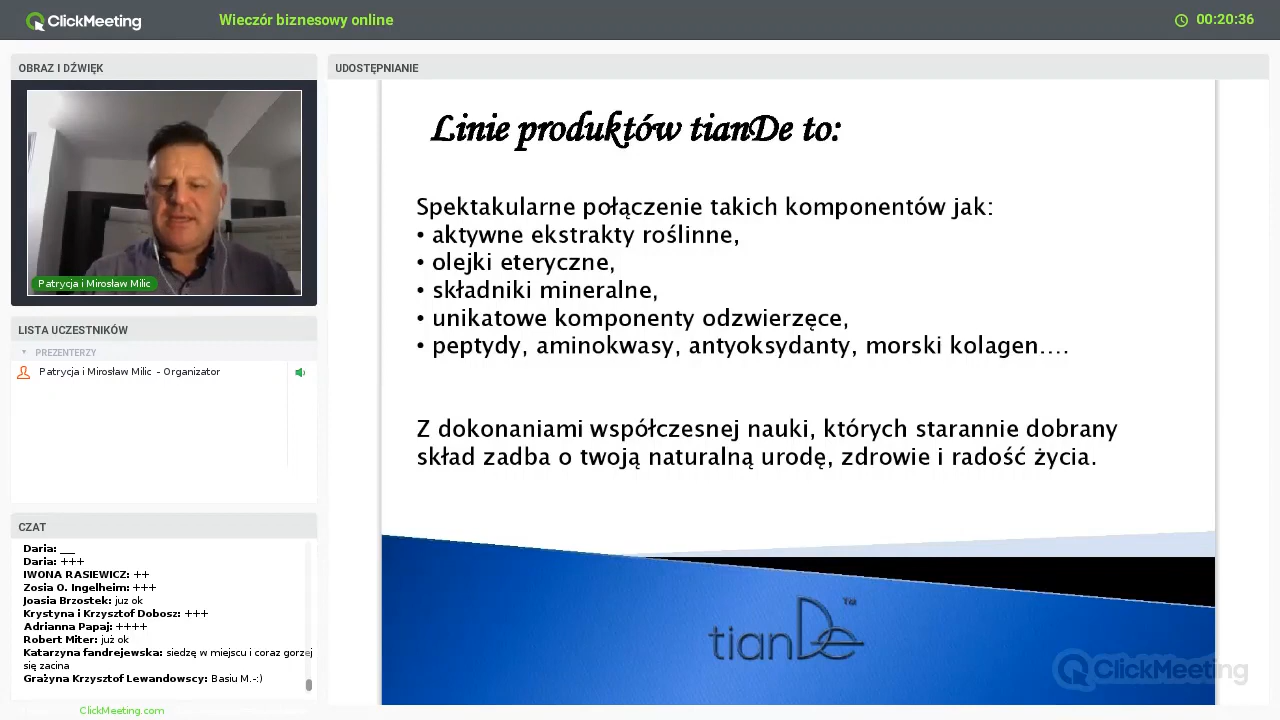 ClickMeeting
Wieczór biznesowy online
00:20:36
OBRAZ I DŹWIĘK
Patrycja i Mirosław Milic
LISTA UCZESTNIKÓW
PREZENTERZY
Patrycja i Mirosław Milic - Organizator
CZAT
Daria: ___
Daria: +++
IWONA RASIEWICZ: ++
Zosia O. Ingelheim: +++
Joasia Brzostek: juz ok
Krystyna i Krzysztof Dobosz: +++
Adrianna Papaj: ++++
Robert Miter: już ok
Katarzyna fandrejewska: siedzę w miejscu i coraz gorzej
się zacina
Grażyna Krzysztof Lewandowscy: Basiu M.-:)
ClickMeeting.com
UDOSTĘPNIANIE
Linie produktów tianDe to:
Spektakularne połączenie takich komponentów jak:
• aktywne ekstrakty roślinne,
• olejki eteryczne,
• składniki mineralne,
• unikatowe komponenty odzwierzęce,
• peptydy, aminokwasy, antyoksydanty, morski kolagen....
Z dokonaniami współczesnej nauki, których starannie dobrany
skład zadba o twoją naturalną urodę, zdrowie i radość życia.
tianDe™
ClickMeeting